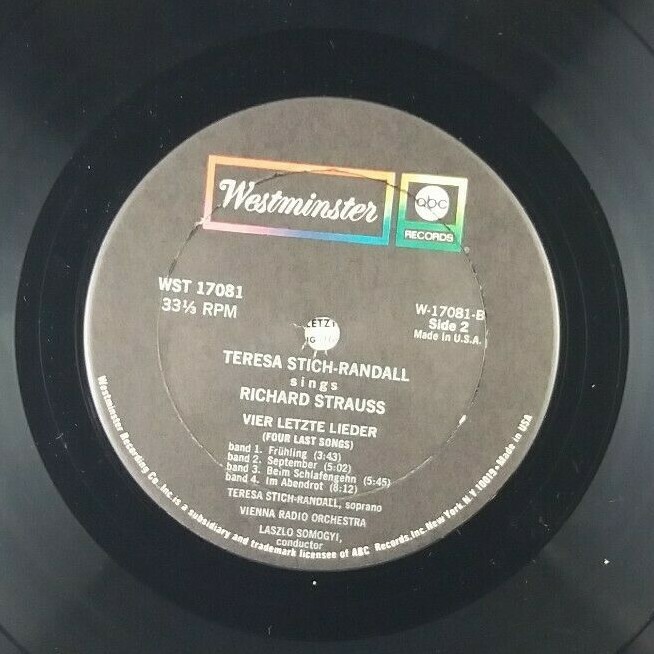 Westminster
abc
RECORDS
WST 17081
33⅓ RPM
W-17081-B
Side 2
Made in U.S.A.
LETZT
TERESA STICH-RANDALL
sings
RICHARD STRAUSS
VIER LETZTE LIEDER
(FOUR LAST SONGS)
band 1. Frühling (3:43)
band 2. September (5:02)
band 3. Beim Schlafengehn (5:45)
band 4. Im Abendrot (8:12)
TERESA STICH-RANDALL, soprano
VIENNA RADIO ORCHESTRA
LASZLO SOMOGYI,
conductor
Westminster Recording Co., Inc. is a subsidiary and trademark licensee of ABC Records, Inc. New York N.Y. 10019 • Made in USA